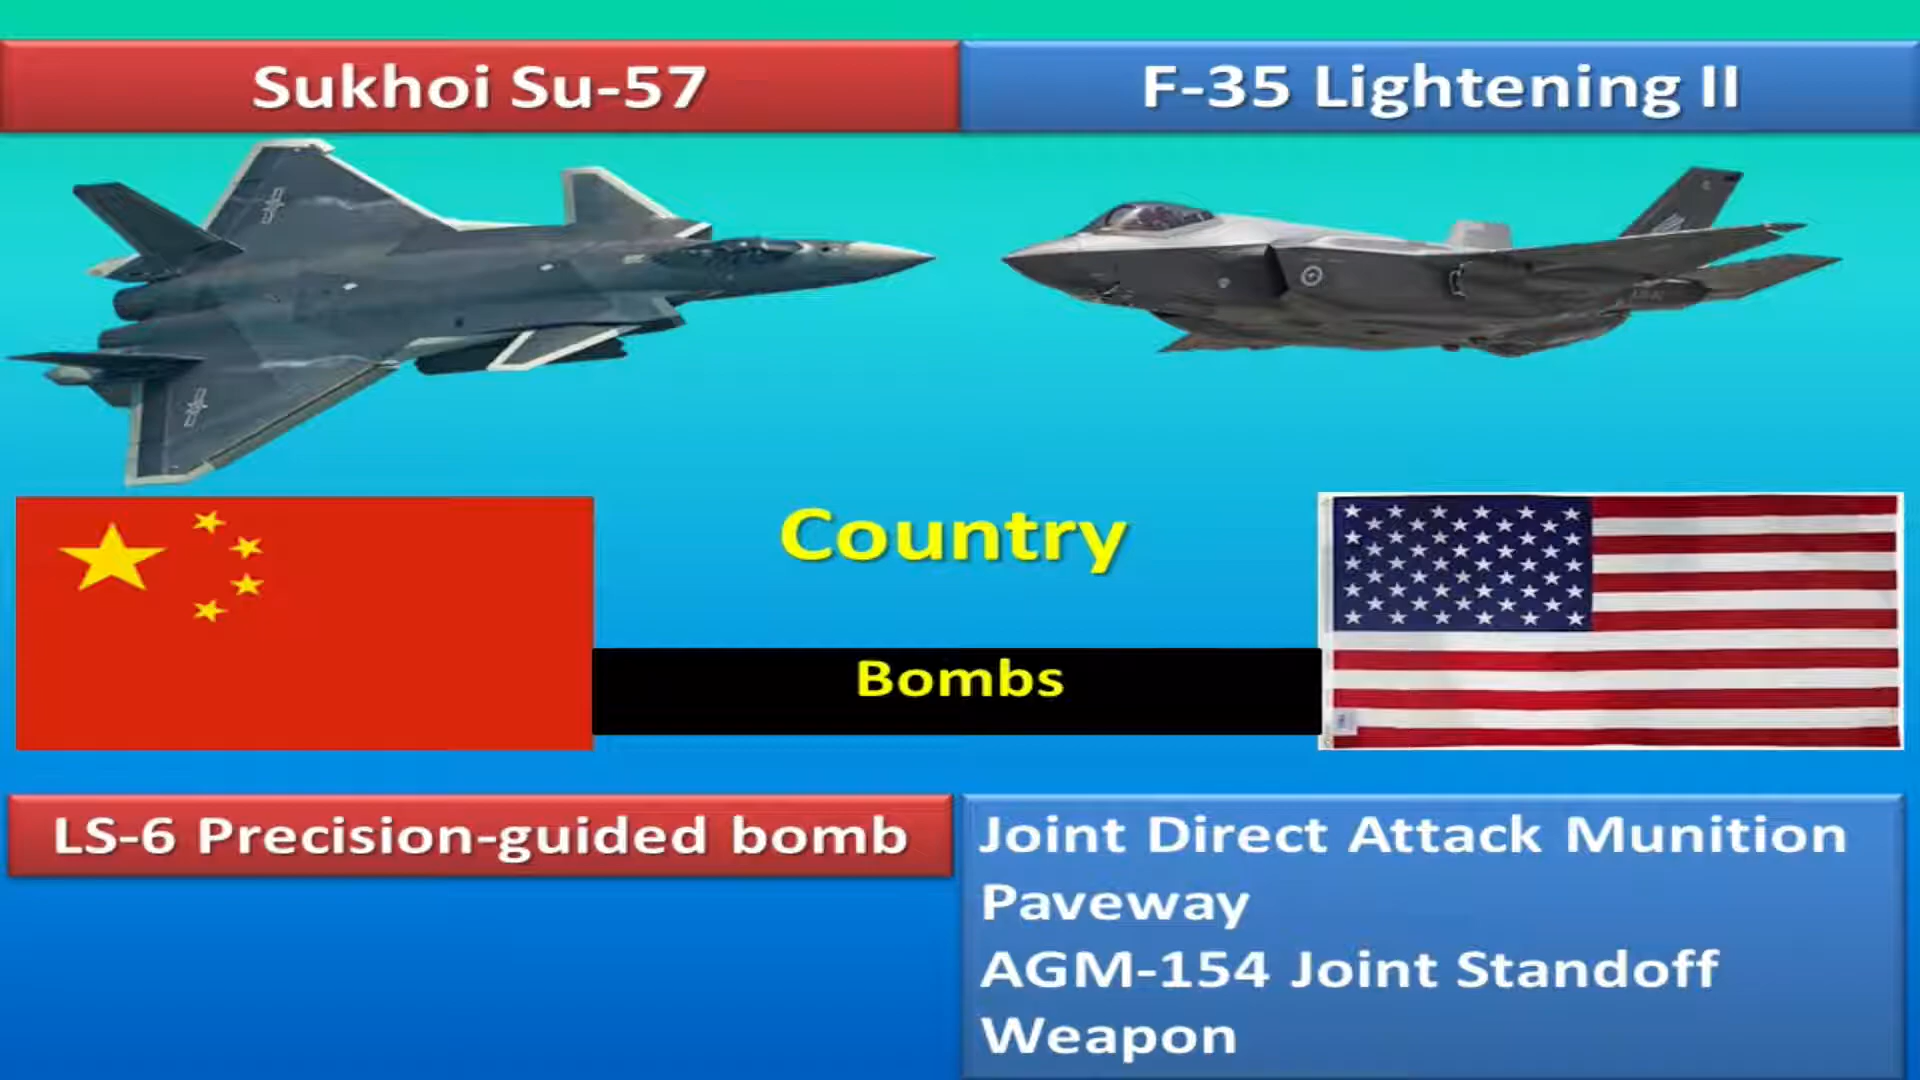 Sukhoi Su-57
F-35 Lightening II
Country
Bombs
LS-6 Precision-guided bomb
Joint Direct Attack Munition
Paveway
AGM-154 Joint Standoff
Weapon